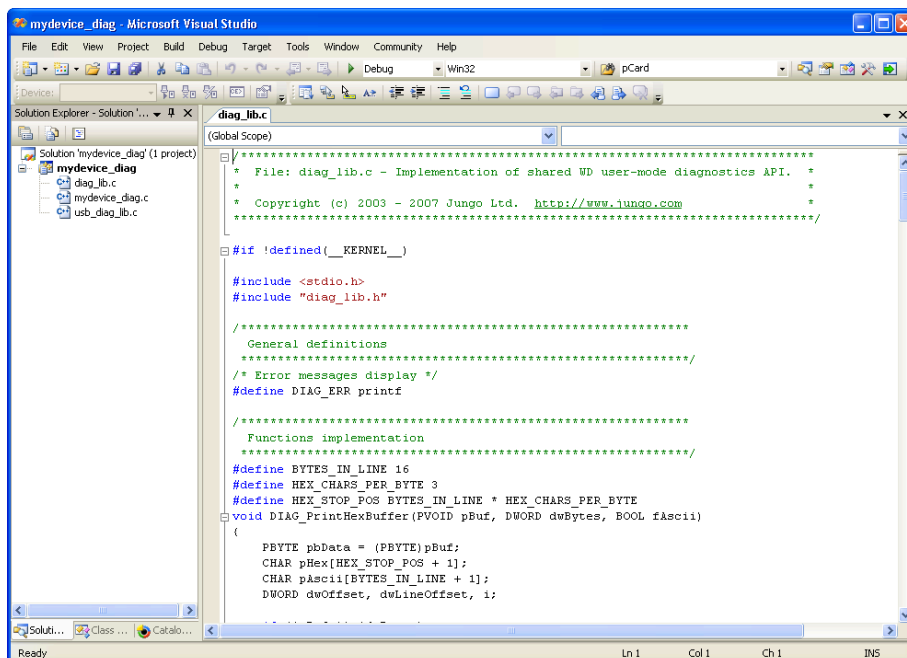 mydevice_diag - Microsoft Visual Studio
File Edit View Project Build Debug Target Tools Window Community Help
Debug Win32 pCard
Device:
Solution Explorer - Solution '...
diag_lib.c
(Global Scope)
Solution 'mydevice_diag' (1 project)
mydevice_diag
diag_lib.c
mydevice_diag.c
usb_diag_lib.c
/******************************************************************************
* File: diag_lib.c - Implementation of shared WD user-mode diagnostics API. *
* *
* Copyright (c) 2003 - 2007 Jungo Ltd. http://www.jungo.com *
*******************************************************************************/
#if !defined(__KERNEL__)
#include <stdio.h>
#include "diag_lib.h"
/*************************************************************
General definitions
*************************************************************/
/* Error messages display */
#define DIAG_ERR printf
/*************************************************************
Functions implementation
*************************************************************/
#define BYTES_IN_LINE 16
#define HEX_CHARS_PER_BYTE 3
#define HEX_STOP_POS BYTES_IN_LINE * HEX_CHARS_PER_BYTE
void DIAG_PrintHexBuffer(PVOID pBuf, DWORD dwBytes, BOOL fAscii)
{
PBYTE pbData = (PBYTE)pBuf;
CHAR pHex[HEX_STOP_POS + 1];
CHAR pAscii[BYTES_IN_LINE + 1];
DWORD dwOffset, dwLineOffset, i;
Soluti... Class ... Catalo...
Ready Ln 1 Col 1 Ch 1 INS